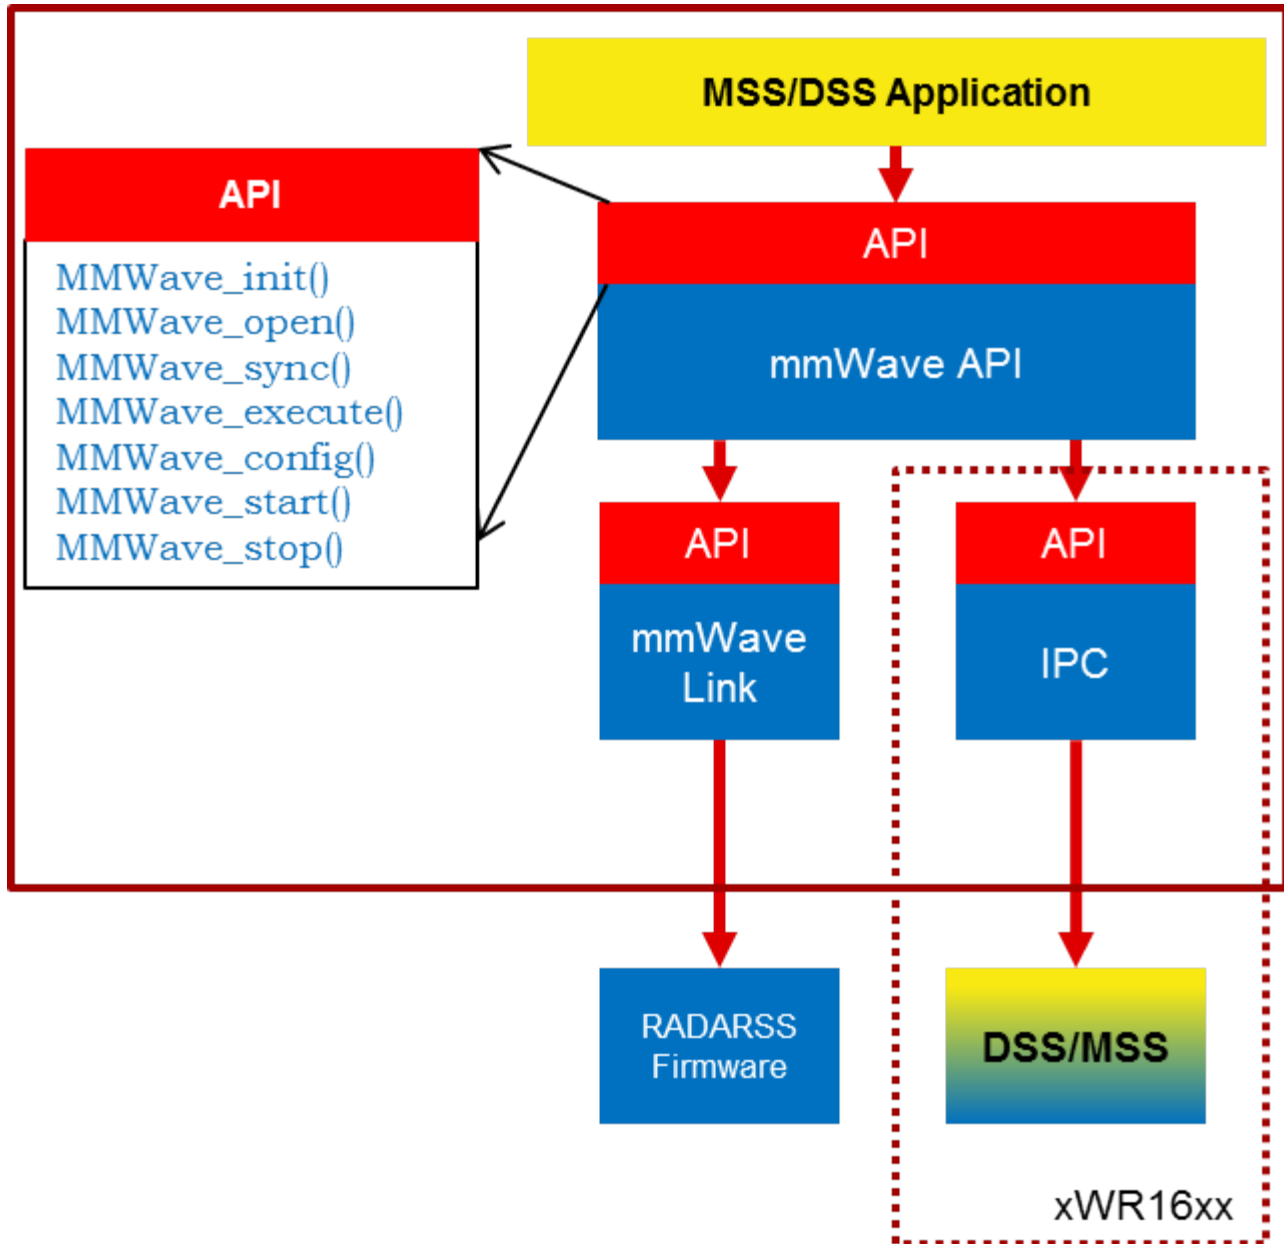 MSS/DSS Application
API
MMWave_init()
MMWave_open()
MMWave_sync()
MMWave_execute()
MMWave_config()
MMWave_start()
MMWave_stop()
API
mmWave API
API
mmWave
Link
API
IPC
RADARSS
Firmware
DSS/MSS
xWR16xx